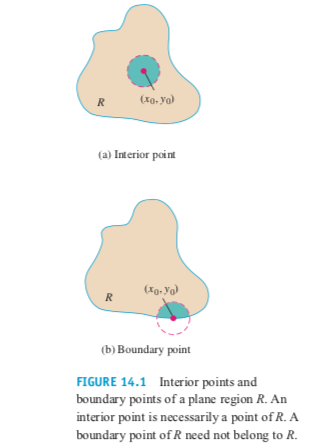 R
(x₀, y₀)
(a) Interior point
R
(x₀, y₀)
(b) Boundary point
FIGURE 14.1 Interior points and
boundary points of a plane region R. An
interior point is necessarily a point of R. A
boundary point of R need not belong to R.